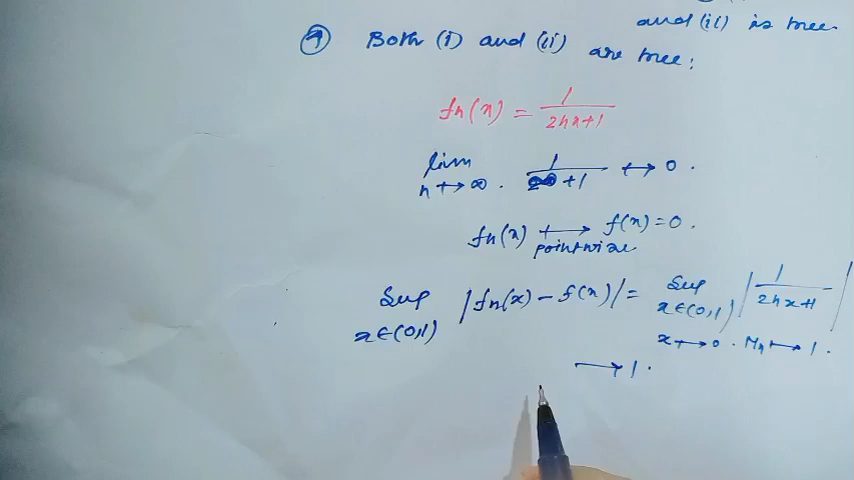 and (ii) is true
① Both (i) and (ii) are true:
fn(x) = 1/(2nx+1)
lim n→∞ . 1/(∞+1) → 0 .
fn(x) → f(x)=0 .
pointwise
Sup x∈(0,1) |fn(x) - f(x)| = Sup x∈(0,1) |1/(2nx+1)|
x→0 . Mn → 1 .
→ 1 .